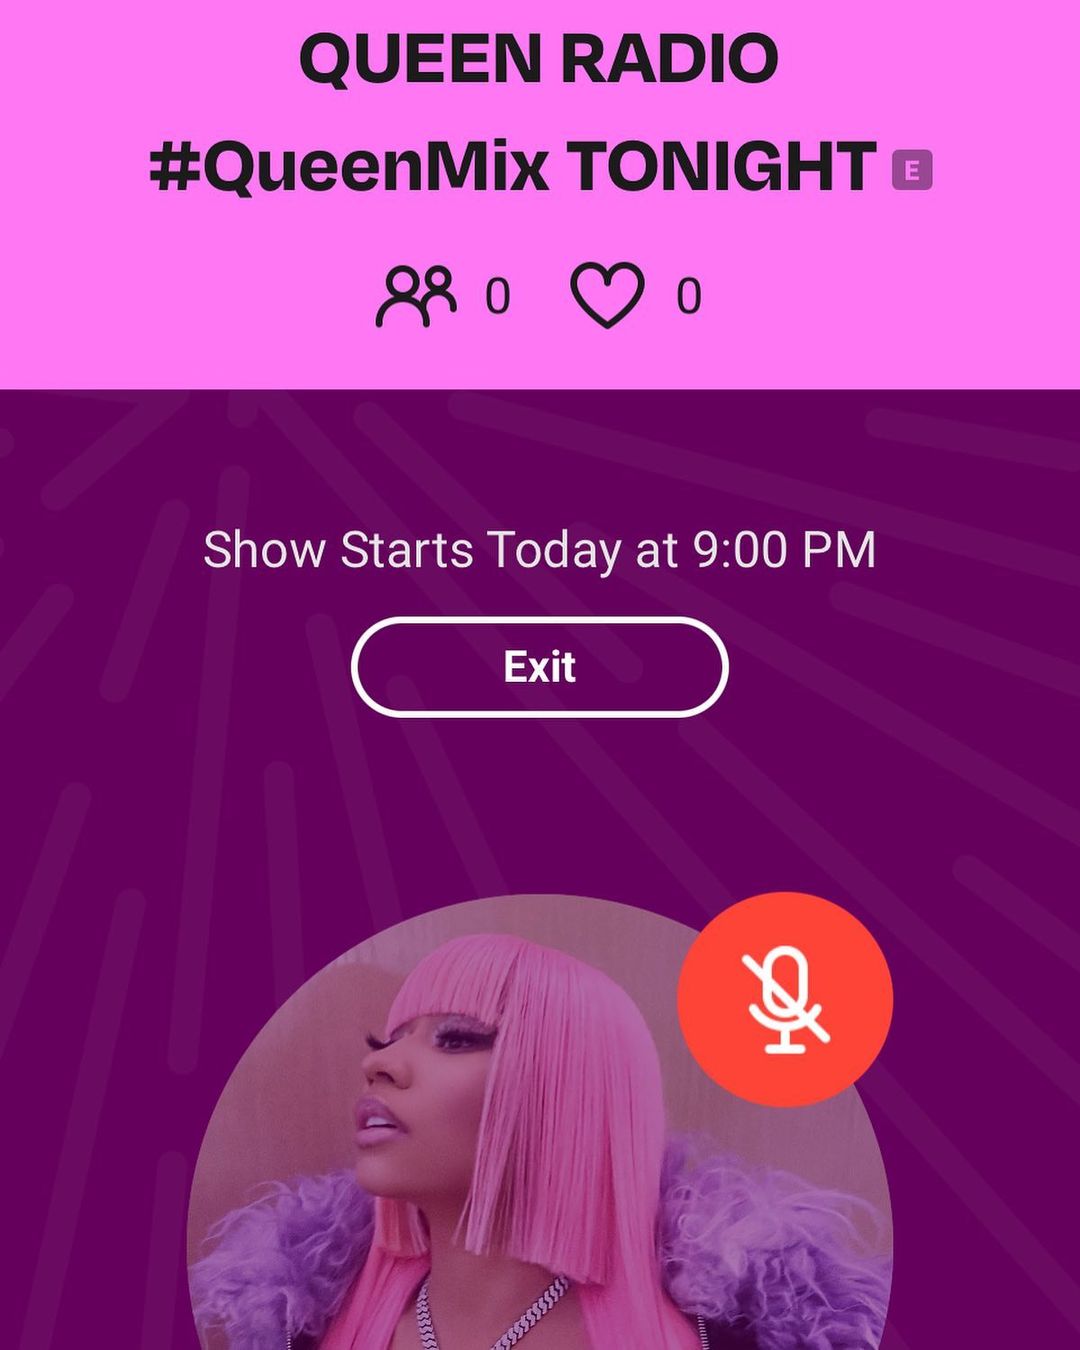 QUEEN RADIO
#QueenMix TONIGHT E
0 0
Show Starts Today at 9:00 PM
Exit